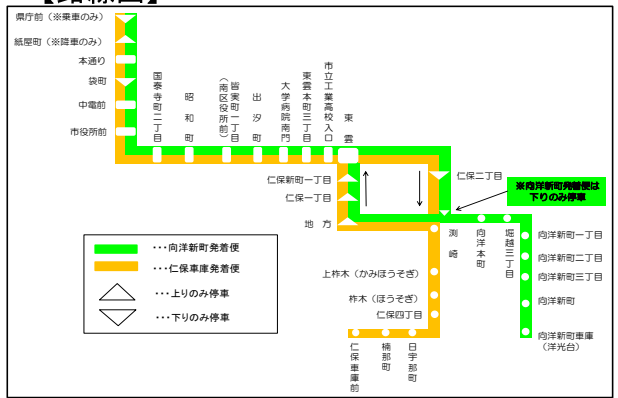 【路線図】
県庁前（※乗車のみ）
紙屋町（※降車のみ）
本通り
袋町
中電前
市役所前
国泰寺町二丁目
昭和町
皆実町一丁目
（南区役所前）
出汐町
大学病院南門
東雲本町三丁目
市立工業高校入口
東雲
仁保新町一丁目
仁保一丁目
地方
仁保二丁目
※向洋新町発着便は
下りのみ停車
渕崎
向洋本町
堀越三丁目
向洋新町一丁目
向洋新町二丁目
向洋新町三丁目
向洋新町
向洋新町車庫
（洋光台）
上柞木（かみほうそぎ）
柞木（ほうそぎ）
仁保四丁目
日宇那町
楠那町
仁保車庫前
・・・向洋新町発着便
・・・仁保車庫発着便
・・・上りのみ停車
・・・下りのみ停車